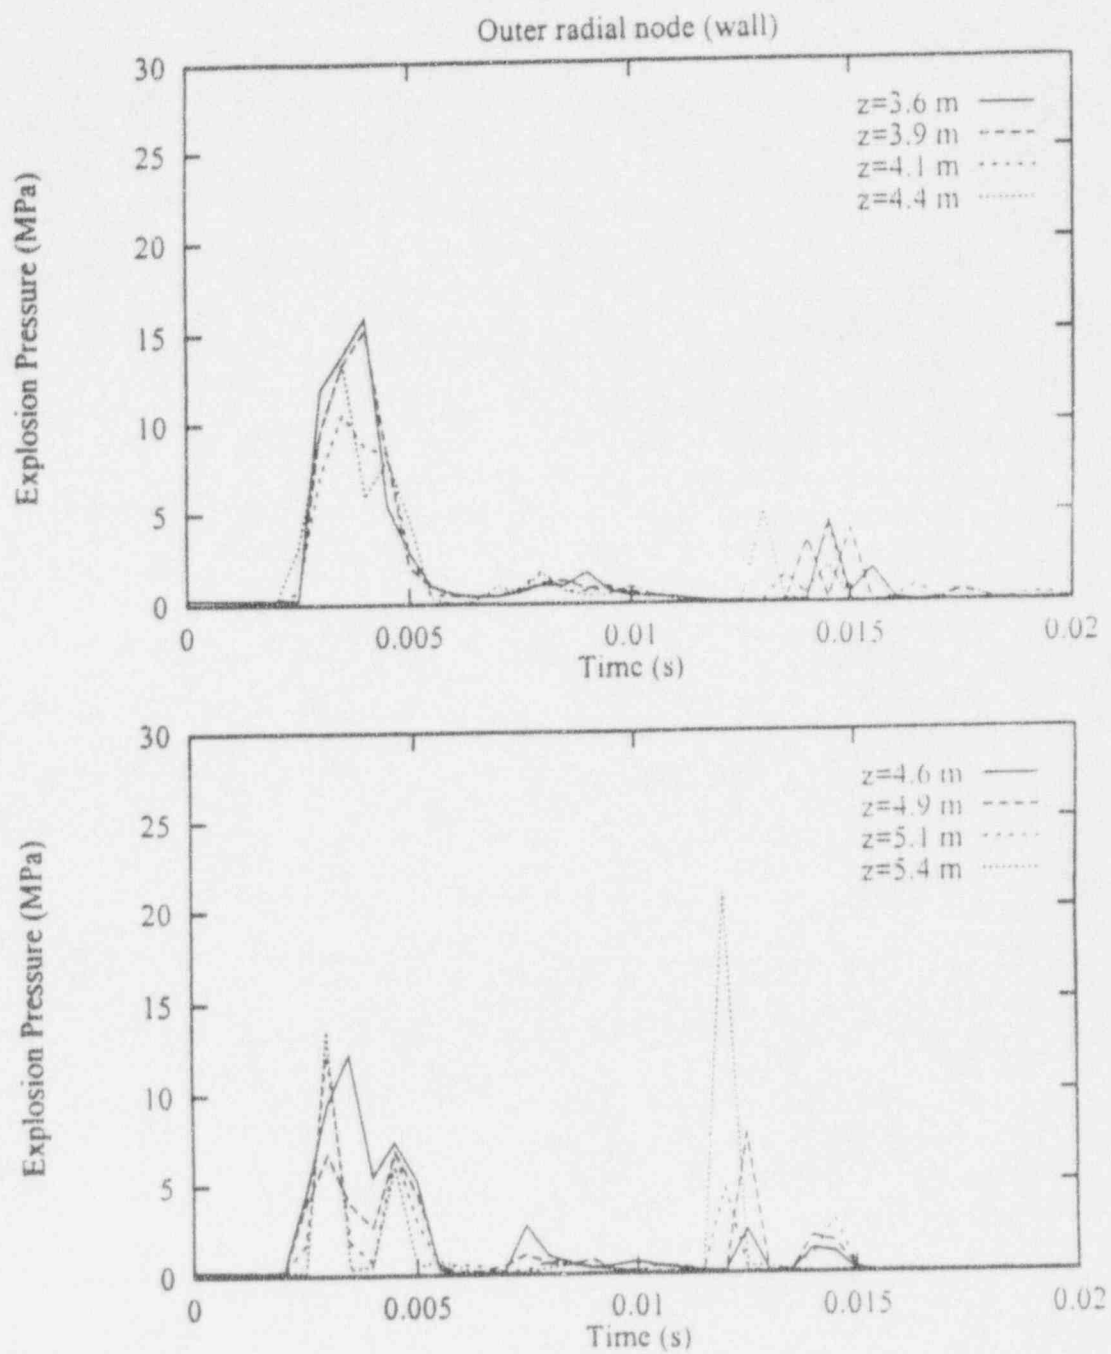 Outer radial node (wall)
30
25
20
15
10
5
0
Explosion Pressure (MPa)
z=3.6 m
z=3.9 m
z=4.1 m
z=4.4 m
0 0.005 0.01 0.015 0.02
Time (s)
30
25
20
15
10
5
0
Explosion Pressure (MPa)
z=4.6 m
z=4.9 m
z=5.1 m
z=5.4 m
0 0.005 0.01 0.015 0.02
Time (s)